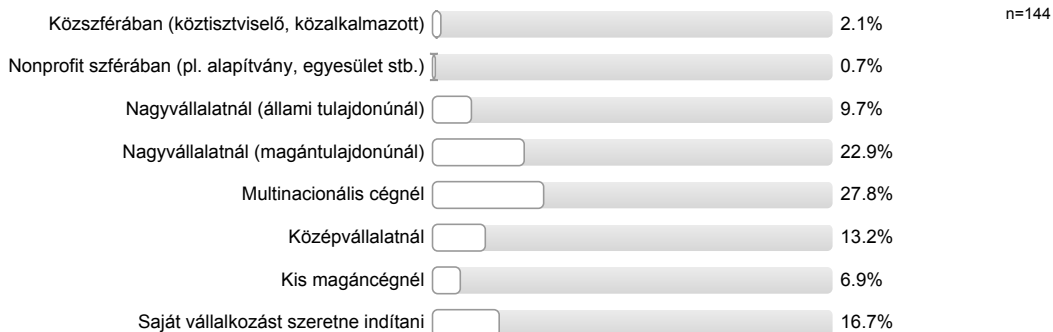 Közszférában (köztisztviselő, közalkalmazott) 2.1% n=144
Nonprofit szférában (pl. alapítvány, egyesület stb.) 0.7%
Nagyvállalatnál (állami tulajdonúnál) 9.7%
Nagyvállalatnál (magántulajdonúnál) 22.9%
Multinacionális cégnél 27.8%
Középvállalatnál 13.2%
Kis magáncégnél 6.9%
Saját vállalkozást szeretne indítani 16.7%